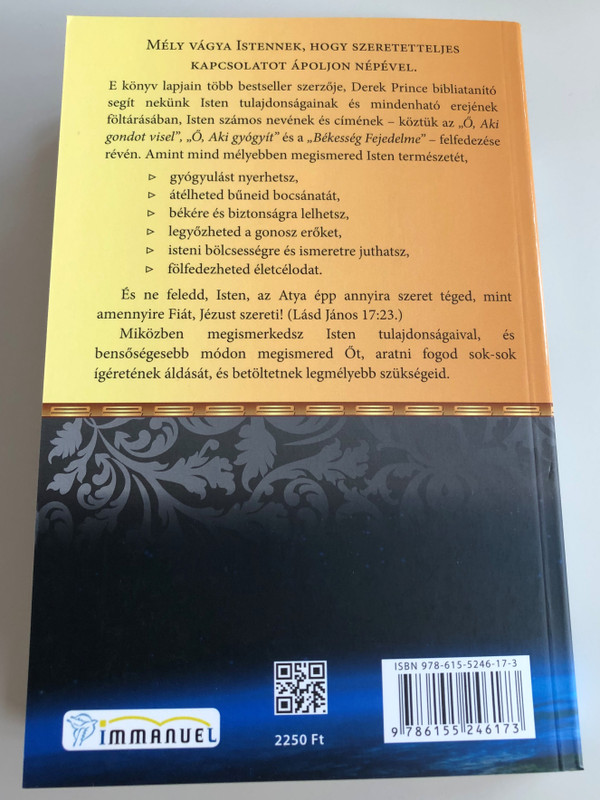 MÉLY VÁGYA ISTENNEK, HOGY SZERETETTELJES
KAPCSOLATOT ÁPOLJON NÉPÉVEL.
E könyv lapjain több bestseller szerzője, Derek Prince bibliatanító
segít nekünk Isten tulajdonságainak és mindenható erejének
föltárásában, Isten számos nevének és címének – köztük az „Ő, Aki
gondot visel”, „Ő, Aki gyógyít” és a „Békesség Fejedelme” – felfedezése
révén. Amint mind mélyebben megismered Isten természetét,
▷ gyógyulást nyerhetsz,
▷ átélheted bűneid bocsánatát,
▷ békére és biztonságra lelhetsz,
▷ legyőzheted a gonosz erőket,
▷ isteni bölcsességre és ismeretre juthatsz,
▷ fölfedezheted életcélodat.
És ne feledd, Isten, az Atya épp annyira szeret téged, mint
amennyire Fiát, Jézust szereti! (Lásd János 17:23.)
Miközben megismerkedsz Isten tulajdonságaival, és
bensőségesebb módon megismered Őt, aratni fogod sok-sok
ígéretének áldását, és betöltetnek legmélyebb szükségeid.
ISBN 978-615-5246-17-3
9 786155 246173
2250 Ft
IMMANUEL